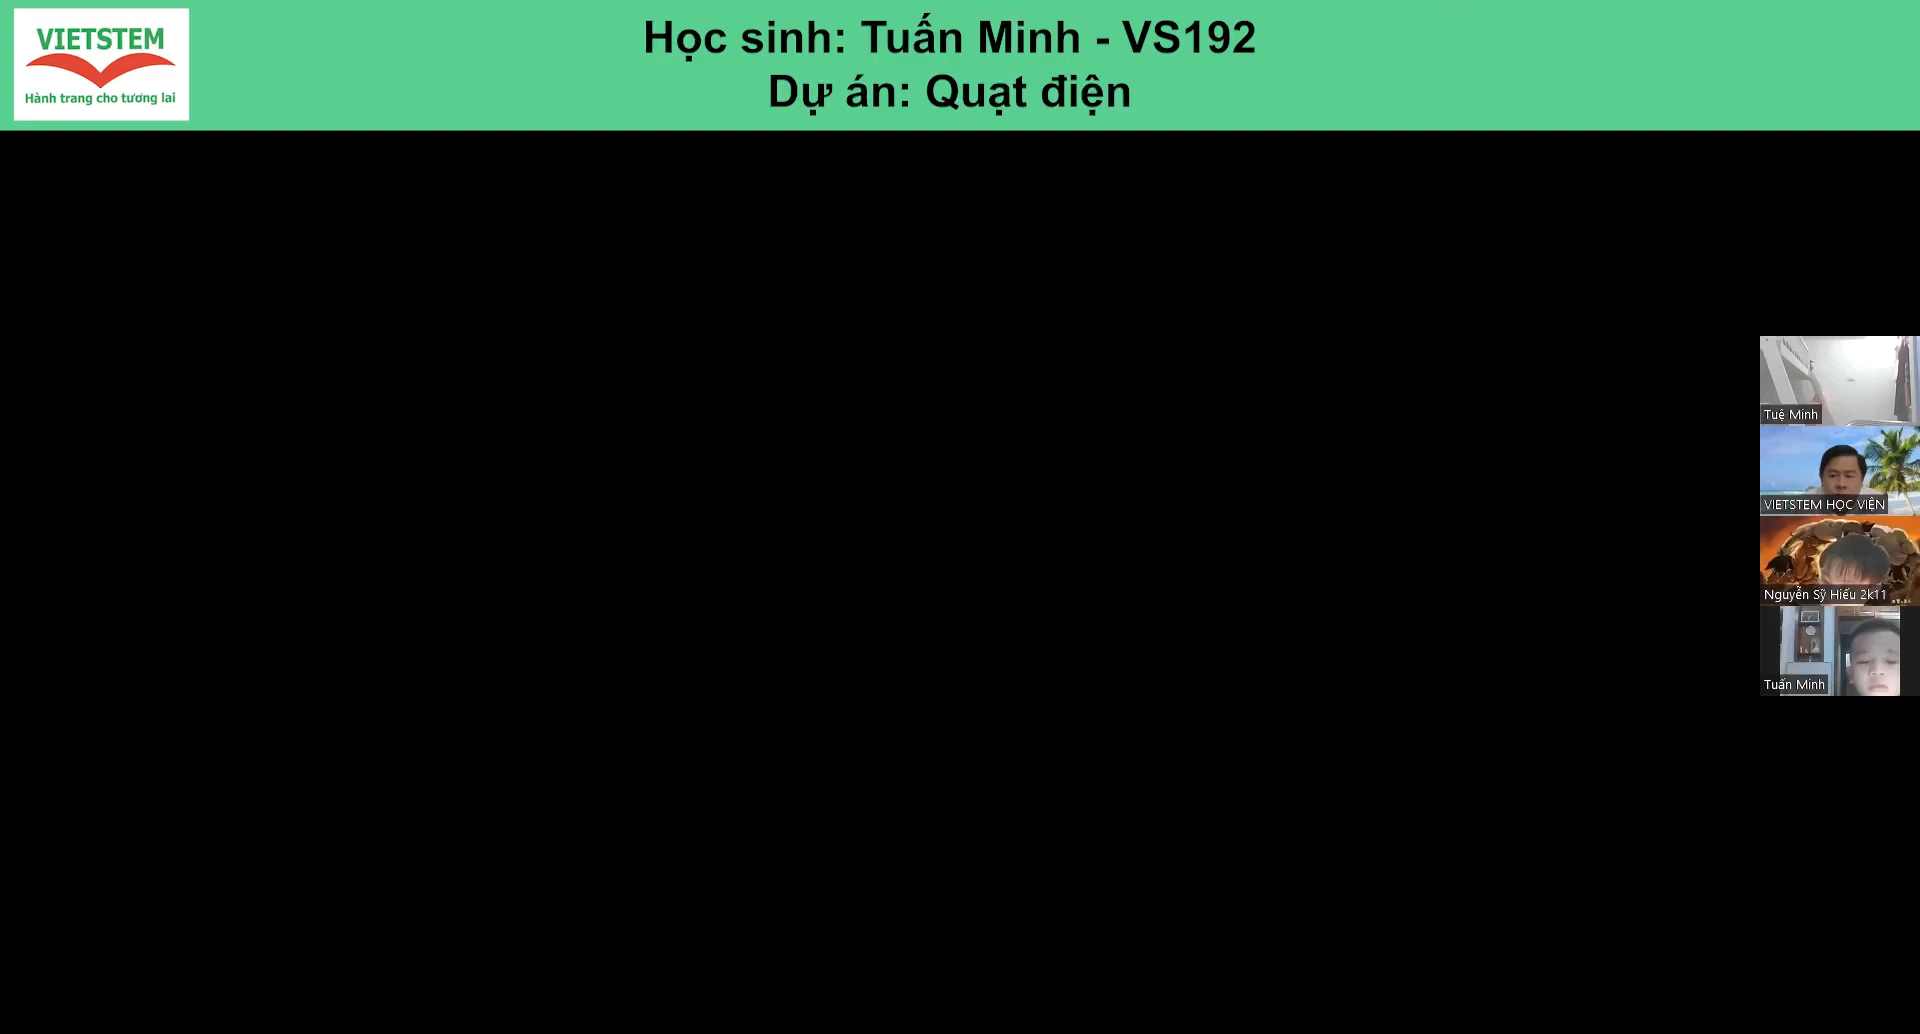 VIETSTEM
Hành trang cho tương lai
Học sinh: Tuấn Minh - VS192
Dự án: Quạt điện
Tuệ Minh
VIETSTEM HỌC VIỆN
Nguyễn Sỹ Hiếu 2k11
Tuấn Minh